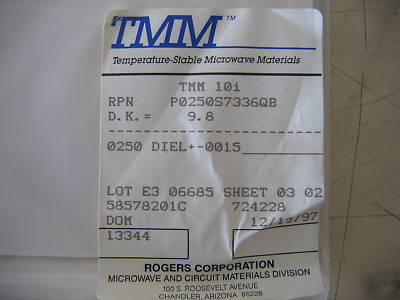 TMM™
Temperature-Stable Microwave Materials
TMM 10i
RPN P0250S7336QB
D.K.= 9.8
0250 DIEL+-0015
LOT E3 06685 SHEET 03 02
58578201C 724228
DOM 12/19/97
13344
ROGERS CORPORATION
MICROWAVE AND CIRCUIT MATERIALS DIVISION
100 S. ROOSEVELT AVENUE
CHANDLER, ARIZONA 85226